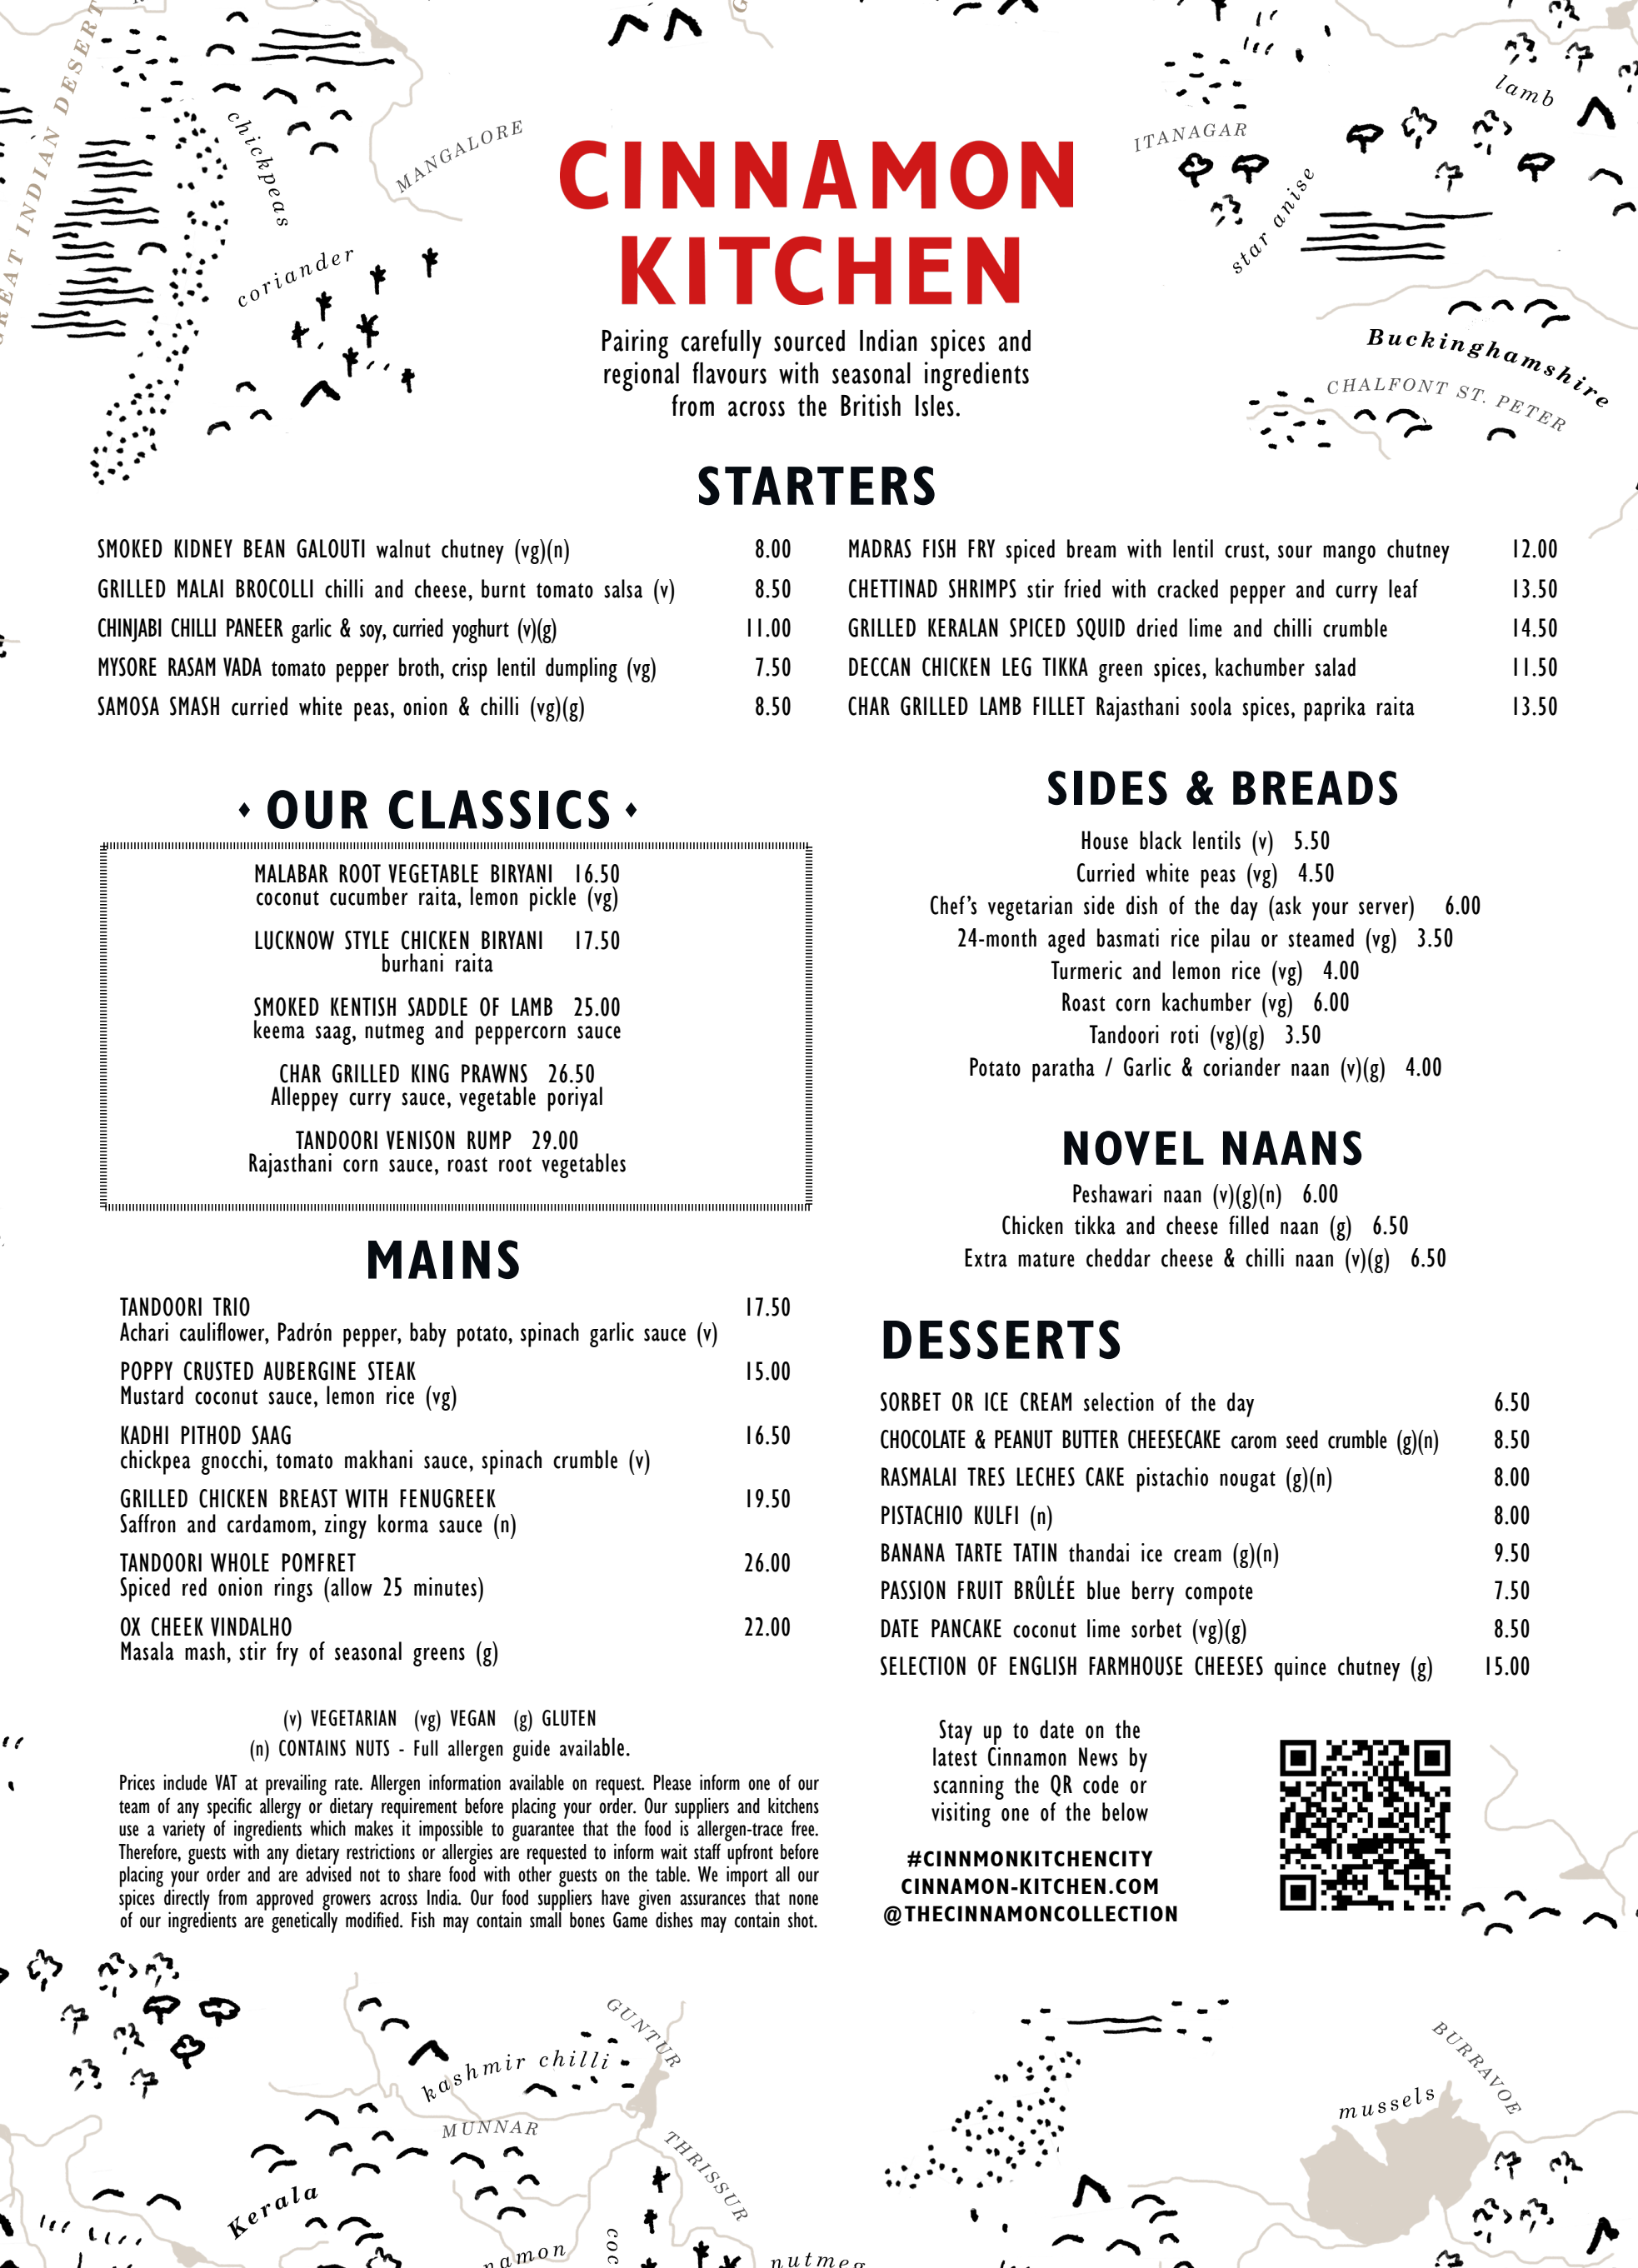 GREAT INDIAN DESERT
chickpeas
MANGALORE
coriander
ITANAGAR
lamb
star anise
Buckinghamshire
CHALFONT ST. PETER
CINNAMON
KITCHEN
Pairing carefully sourced Indian spices and
regional flavours with seasonal ingredients
from across the British Isles.
STARTERS
SMOKED KIDNEY BEAN GALOUTI walnut chutney (vg)(n) 8.00
GRILLED MALAI BROCOLLI chilli and cheese, burnt tomato salsa (v) 8.50
CHINJABI CHILLI PANEER garlic & soy, curried yoghurt (v)(g) 11.00
MYSORE RASAM VADA tomato pepper broth, crisp lentil dumpling (vg) 7.50
SAMOSA SMASH curried white peas, onion & chilli (vg)(g) 8.50
MADRAS FISH FRY spiced bream with lentil crust, sour mango chutney 12.00
CHETTINAD SHRIMPS stir fried with cracked pepper and curry leaf 13.50
GRILLED KERALAN SPICED SQUID dried lime and chilli crumble 14.50
DECCAN CHICKEN LEG TIKKA green spices, kachumber salad 11.50
CHAR GRILLED LAMB FILLET Rajasthani soola spices, paprika raita 13.50
OUR CLASSICS
MALABAR ROOT VEGETABLE BIRYANI 16.50
coconut cucumber raita, lemon pickle (vg)
LUCKNOW STYLE CHICKEN BIRYANI 17.50
burhani raita
SMOKED KENTISH SADDLE OF LAMB 25.00
keema saag, nutmeg and peppercorn sauce
CHAR GRILLED KING PRAWNS 26.50
Alleppey curry sauce, vegetable poriyal
TANDOORI VENISON RUMP 29.00
Rajasthani corn sauce, roast root vegetables
MAINS
TANDOORI TRIO 17.50
Achari cauliflower, Padrón pepper, baby potato, spinach garlic sauce (v)
POPPY CRUSTED AUBERGINE STEAK 15.00
Mustard coconut sauce, lemon rice (vg)
KADHI PITHOD SAAG 16.50
chickpea gnocchi, tomato makhani sauce, spinach crumble (v)
GRILLED CHICKEN BREAST WITH FENUGREEK 19.50
Saffron and cardamom, zingy korma sauce (n)
TANDOORI WHOLE POMFRET 26.00
Spiced red onion rings (allow 25 minutes)
OX CHEEK VINDALHO 22.00
Masala mash, stir fry of seasonal greens (g)
(v) VEGETARIAN (vg) VEGAN (g) GLUTEN
(n) CONTAINS NUTS - Full allergen guide available.
Prices include VAT at prevailing rate. Allergen information available on request. Please inform one of our
team of any specific allergy or dietary requirement before placing your order. Our suppliers and kitchens
use a variety of ingredients which makes it impossible to guarantee that the food is allergen-trace free.
Therefore, guests with any dietary restrictions or allergies are requested to inform wait staff upfront before
placing your order and are advised not to share food with other guests on the table. We import all our
spices directly from approved growers across India. Our food suppliers have given assurances that none
of our ingredients are genetically modified. Fish may contain small bones Game dishes may contain shot.
SIDES & BREADS
House black lentils (v) 5.50
Curried white peas (vg) 4.50
Chef's vegetarian side dish of the day (ask your server) 6.00
24-month aged basmati rice pilau or steamed (vg) 3.50
Turmeric and lemon rice (vg) 4.00
Roast corn kachumber (vg) 6.00
Tandoori roti (vg)(g) 3.50
Potato paratha / Garlic & coriander naan (v)(g) 4.00
NOVEL NAANS
Peshawari naan (v)(g)(n) 6.00
Chicken tikka and cheese filled naan (g) 6.50
Extra mature cheddar cheese & chilli naan (v)(g) 6.50
DESSERTS
SORBET OR ICE CREAM selection of the day 6.50
CHOCOLATE & PEANUT BUTTER CHEESECAKE carom seed crumble (g)(n) 8.50
RASMALAI TRES LECHES CAKE pistachio nougat (g)(n) 8.00
PISTACHIO KULFI (n) 8.00
BANANA TARTE TATIN thandai ice cream (g)(n) 9.50
PASSION FRUIT BRÛLÉE blue berry compote 7.50
DATE PANCAKE coconut lime sorbet (vg)(g) 8.50
SELECTION OF ENGLISH FARMHOUSE CHEESES quince chutney (g) 15.00
Stay up to date on the
latest Cinnamon News by
scanning the QR code or
visiting one of the below
#CINNMONKITCHENCITY
CINNAMON-KITCHEN.COM
@THECINNAMONCOLLECTION
GUNTUR
kashmir chilli
MUNNAR
THRISSUR
Kerala
namon
coc
nutmeg
BURRAVOE
mussels